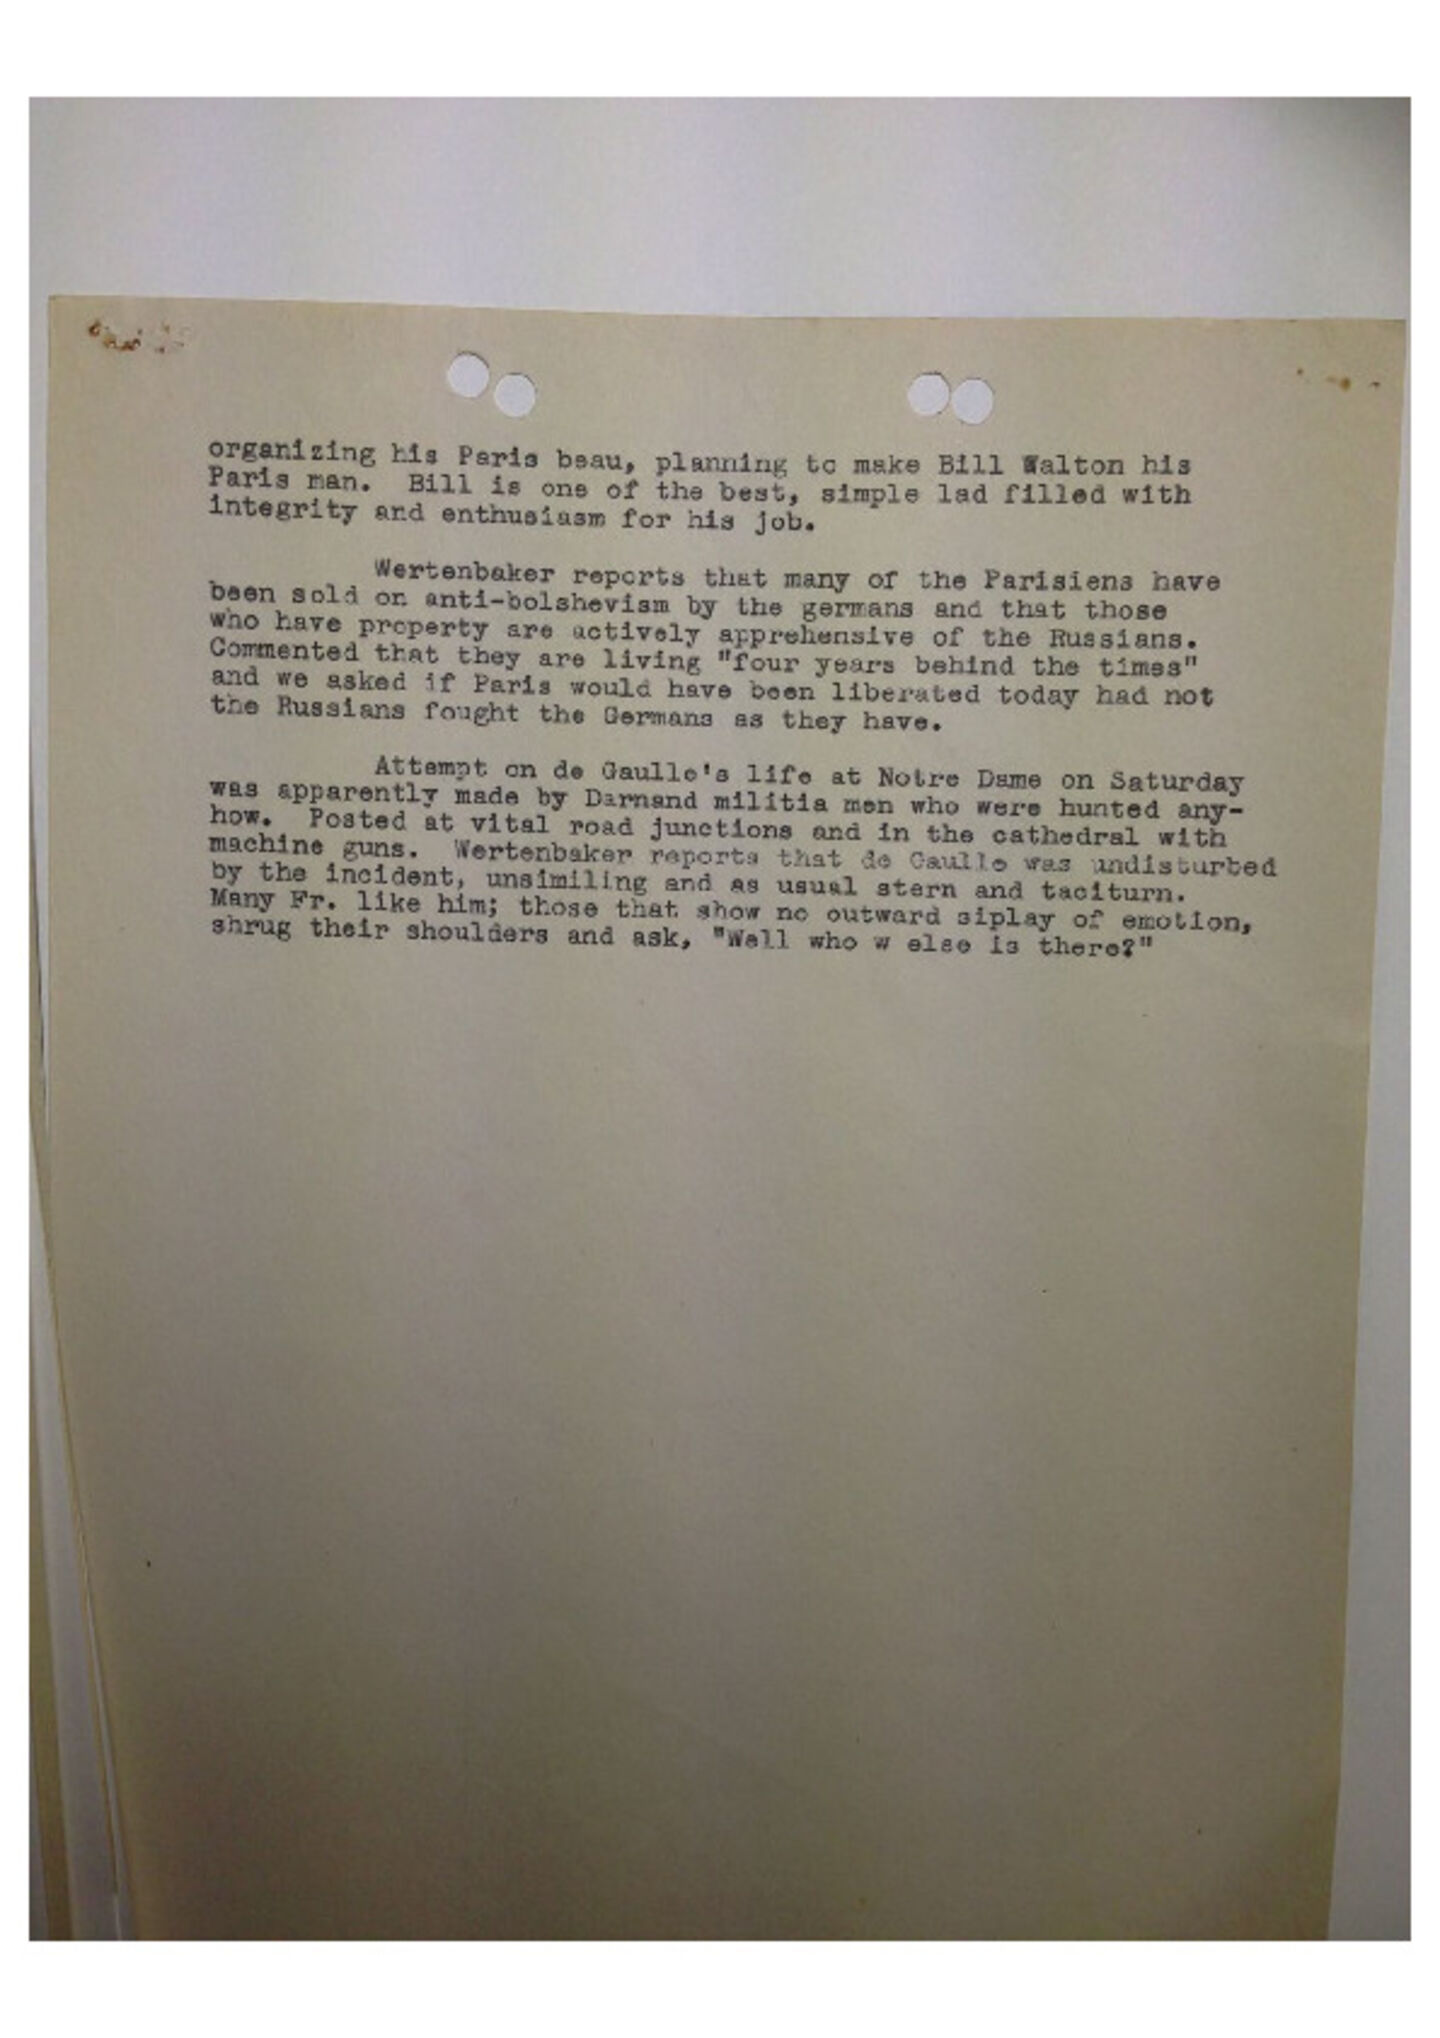 organizing his Paris beau, planning to make Bill Walton his
Paris man. Bill is one of the best, simple lad filled with
integrity and enthusiasm for his job.
Wertenbaker reports that many of the Parisiens have
been sold on anti-bolshevism by the germans and that those
who have property are actively apprehensive of the Russians.
Commented that they are living "four years behind the times"
and we asked if Paris would have been liberated today had not
the Russians fought the Germans as they have.
Attempt on de Gaulle's life at Notre Dame on Saturday
was apparently made by Darnand militia men who were hunted any-
how. Posted at vital road junctions and in the cathedral with
machine guns. Wertenbaker reports that de Gaulle was undisturbed
by the incident, unsimiling and as usual stern and taciturn.
Many Fr. like him; those that show no outward siplay of emotion,
shrug their shoulders and ask, "Well who w else is there?"